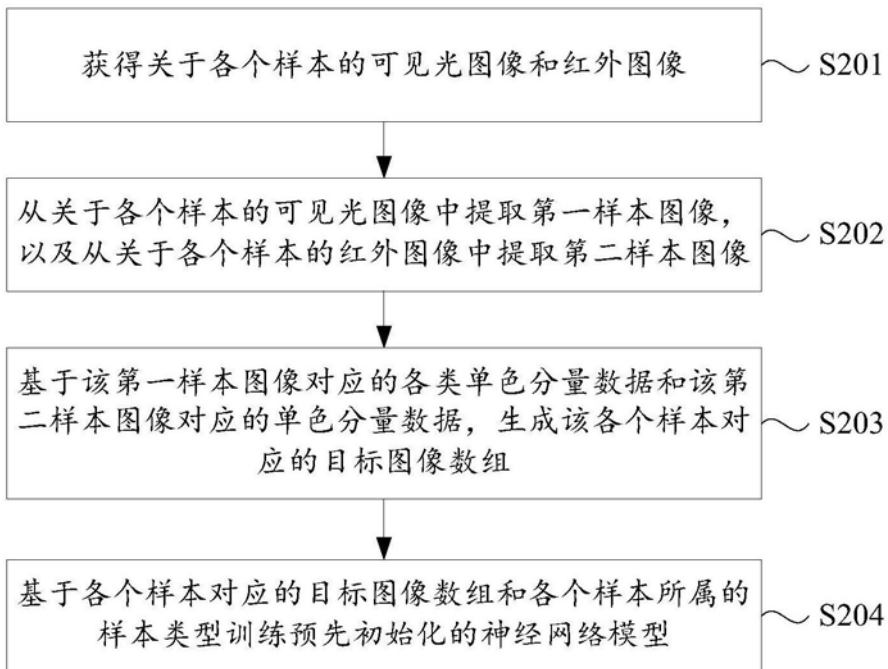 获得关于各个样本的可见光图像和红外图像
S201
从关于各个样本的可见光图像中提取第一样本图像，
以及从关于各个样本的红外图像中提取第二样本图像
S202
基于该第一样本图像对应的各类单色分量数据和该第
二样本图像对应的单色分量数据，生成该各个样本对
应的目标图像数组
S203
基于各个样本对应的目标图像数组和各个样本所属的
样本类型训练预先初始化的神经网络模型
S204